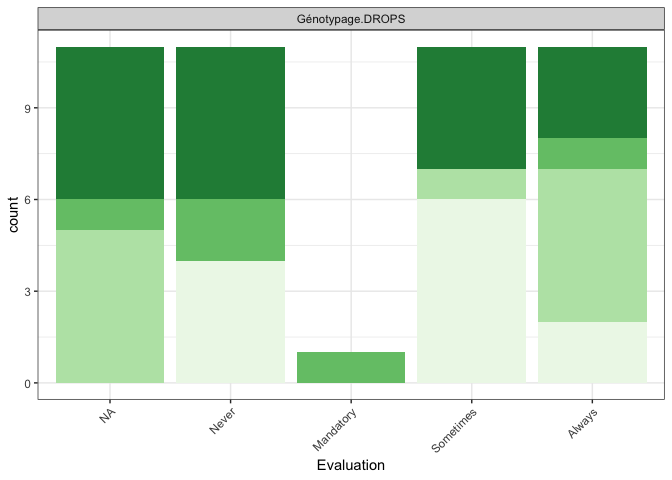 Génotypage.DROPS
count
9
6
3
0
NA
Never
Mandatory
Sometimes
Always
Evaluation